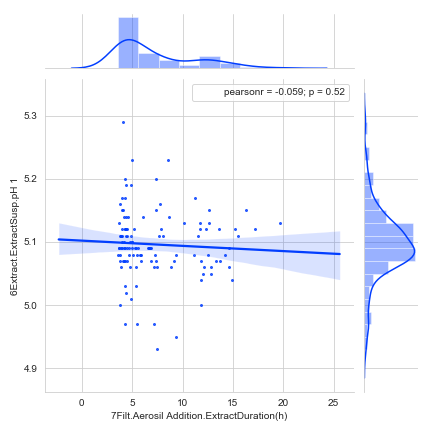 pearsonr = -0.059; p = 0.52
5.3
5.2
5.1
5.0
4.9
6Extract.ExtractSusp.pH 1
0 5 10 15 20 25
7Filt.Aerosil Addition.ExtractDuration(h)